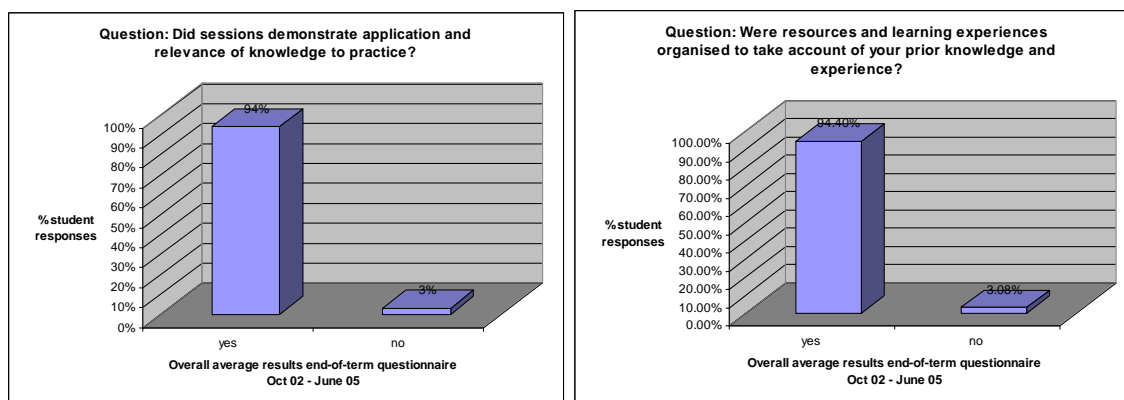 Question: Did sessions demonstrate application and
relevance of knowledge to practice?
94%
100%
90%
80%
70%
60%
50%
40%
30%
20%
10%
0%
%student
responses
3%
yes
no
Overall average results end-of-term questionnaire
Oct 02 - June 05
Question: Were resources and learning experiences
organised to take account of your prior knowledge and
experience?
94.40%
100.00%
90.00%
80.00%
70.00%
60.00%
50.00%
40.00%
30.00%
20.00%
10.00%
0.00%
%student
responses
3.08%
yes
no
Overall average results end-of-term questionnaire
Oct 02 - June 05